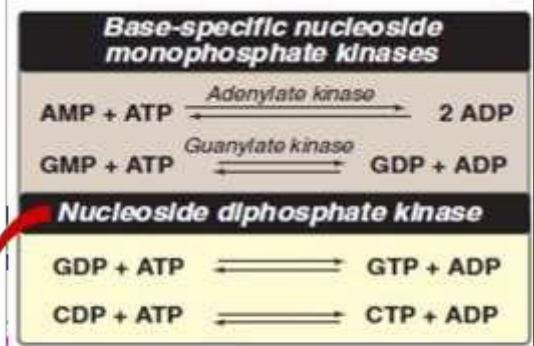 Base-specific nucleoside
monophosphate kinases
Adenylate kinase
AMP + ATP 2 ADP
Guanylate kinase
GMP + ATP GDP + ADP
Nucleoside diphosphate kinase
GDP + ATP GTP + ADP
CDP + ATP CTP + ADP